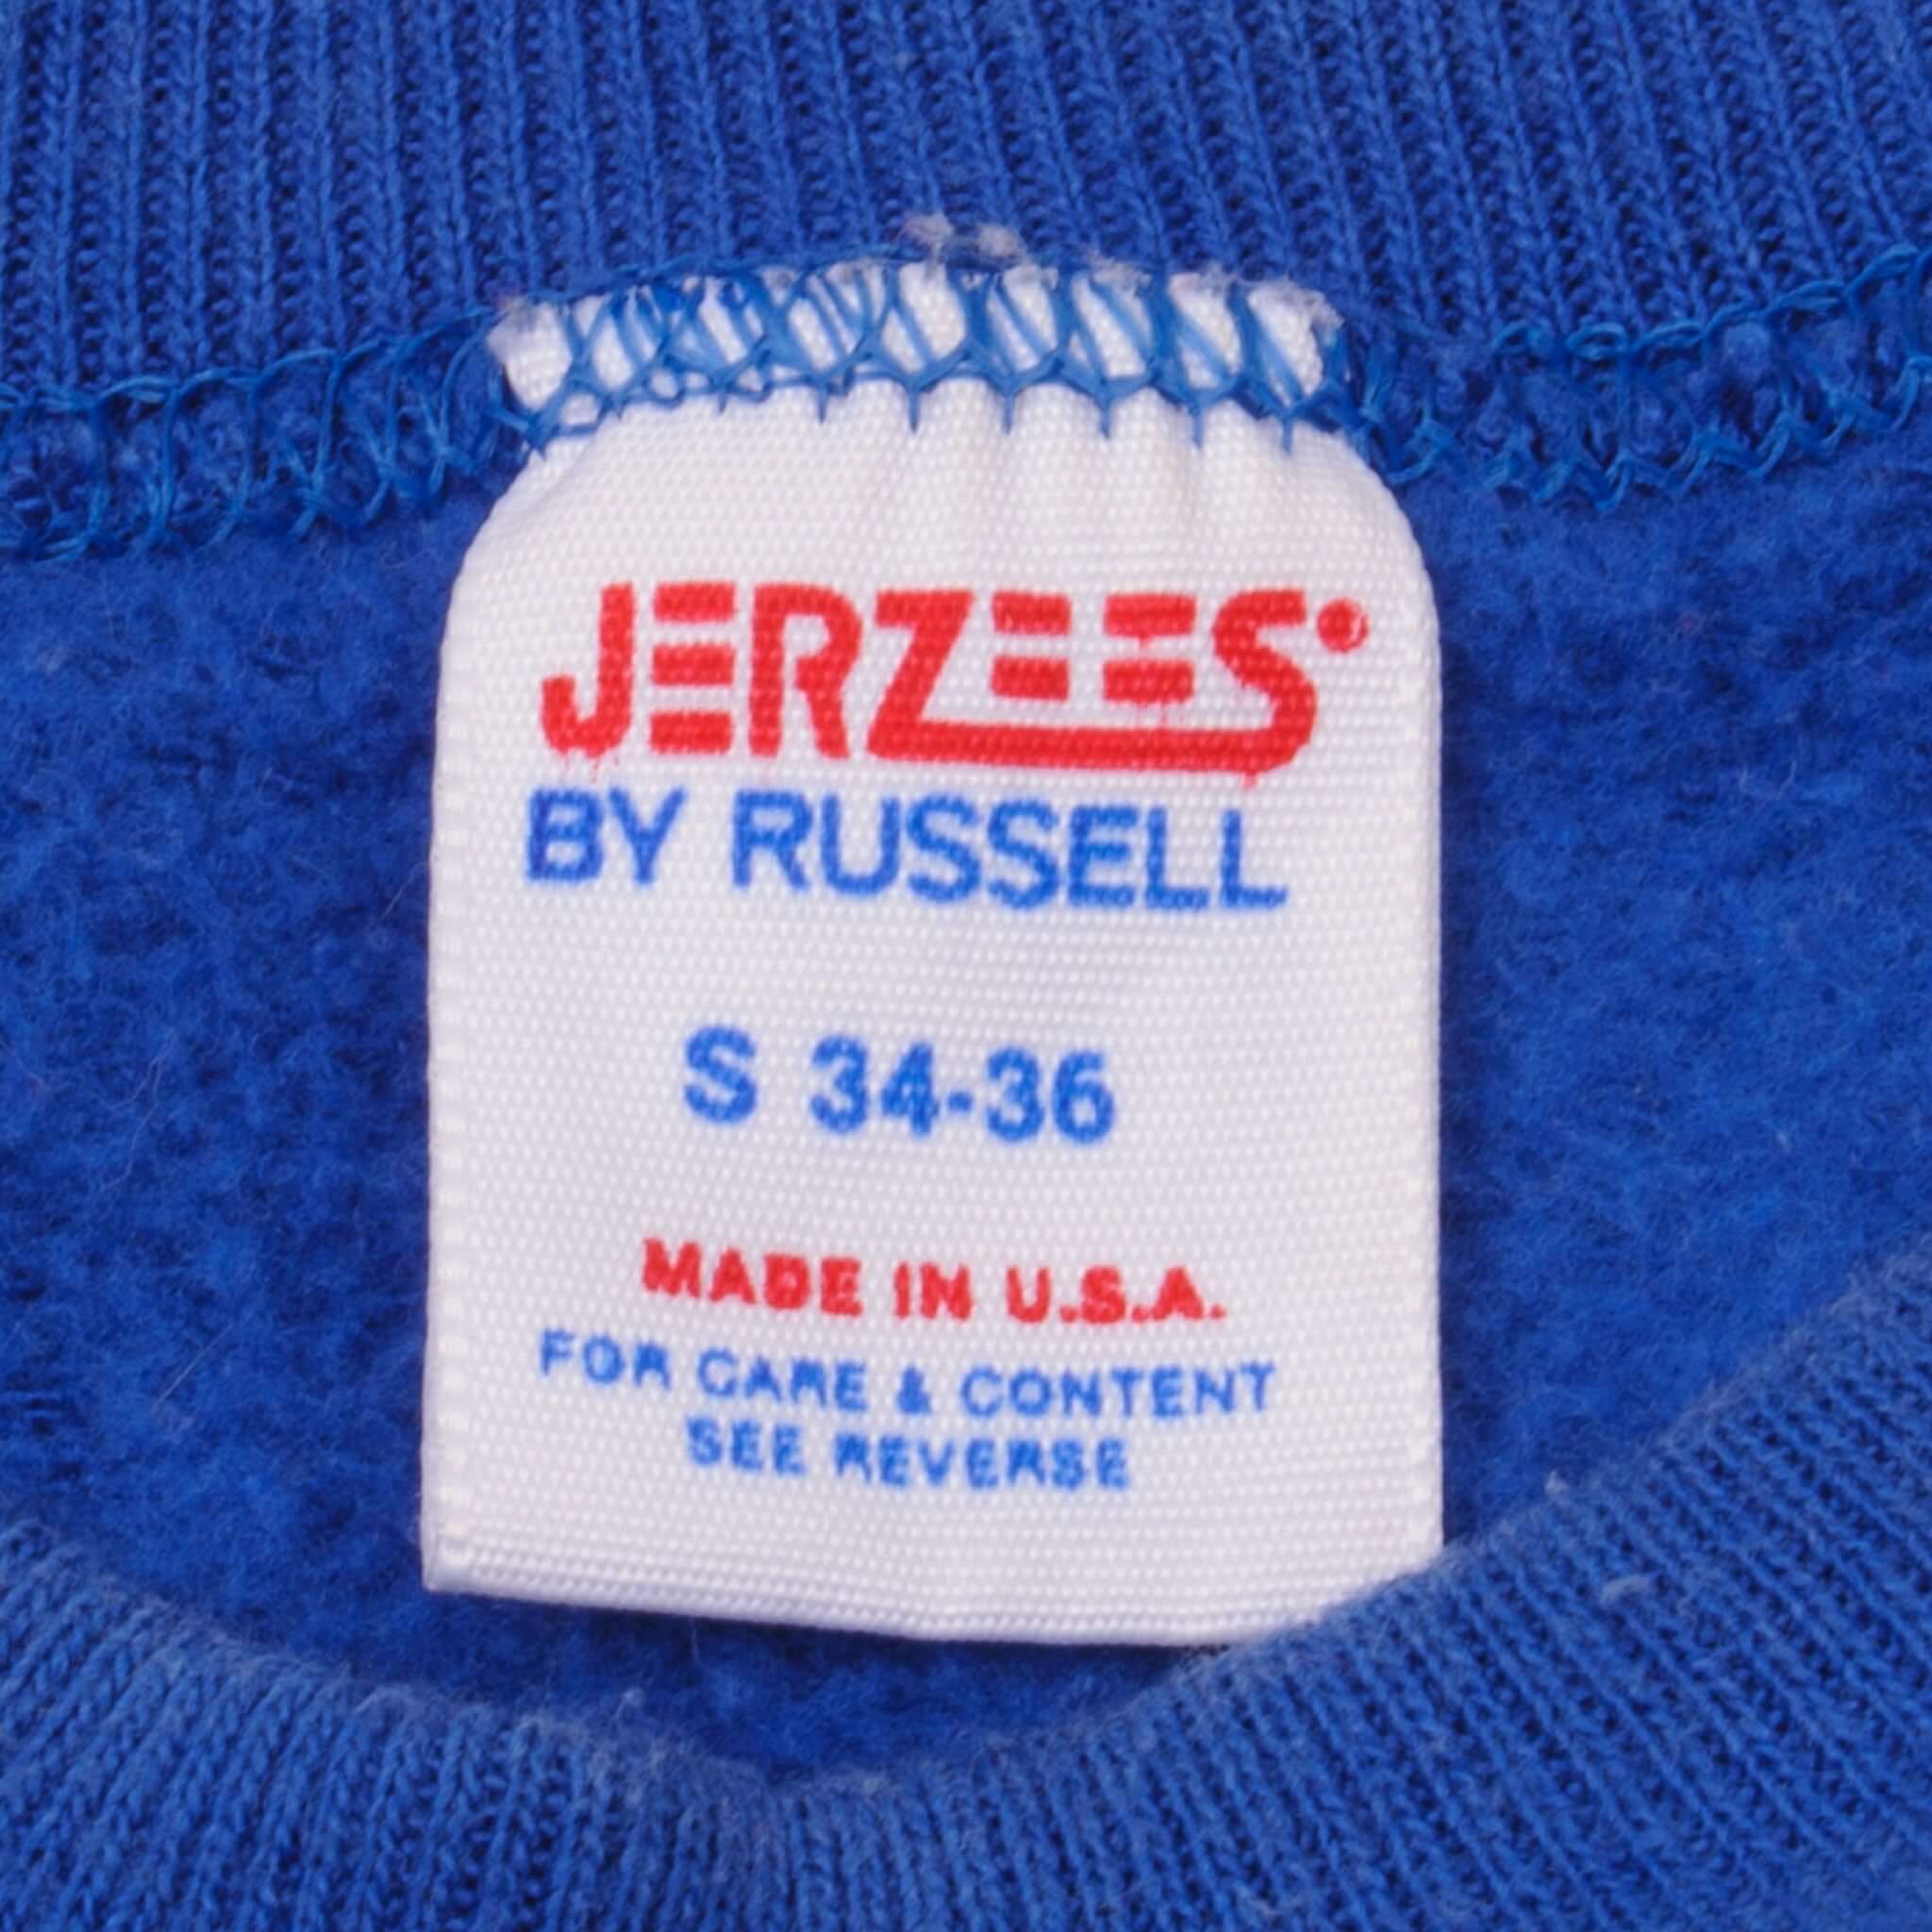 JERZEES®
BY RUSSELL
S 34-36
MADE IN U.S.A.
FOR CARE & CONTENT
SEE REVERSE